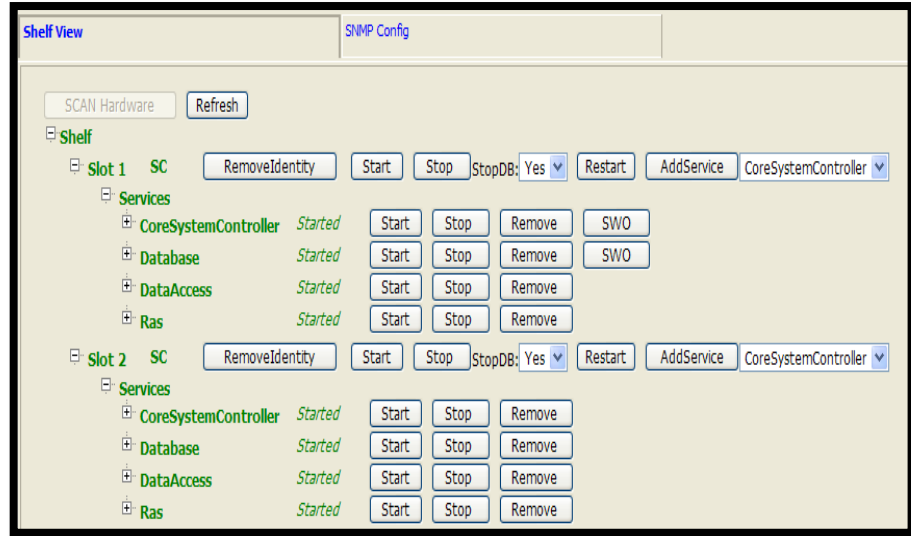 Shelf View SNMP Config
SCAN Hardware Refresh
Shelf
Slot 1 SC RemoveIdentity Start Stop StopDB: Yes Restart AddService CoreSystemController
Services
CoreSystemController Started Start Stop Remove SWO
Database Started Start Stop Remove SWO
DataAccess Started Start Stop Remove
Ras Started Start Stop Remove
Slot 2 SC RemoveIdentity Start Stop StopDB: Yes Restart AddService CoreSystemController
Services
CoreSystemController Started Start Stop Remove
Database Started Start Stop Remove
DataAccess Started Start Stop Remove
Ras Started Start Stop Remove